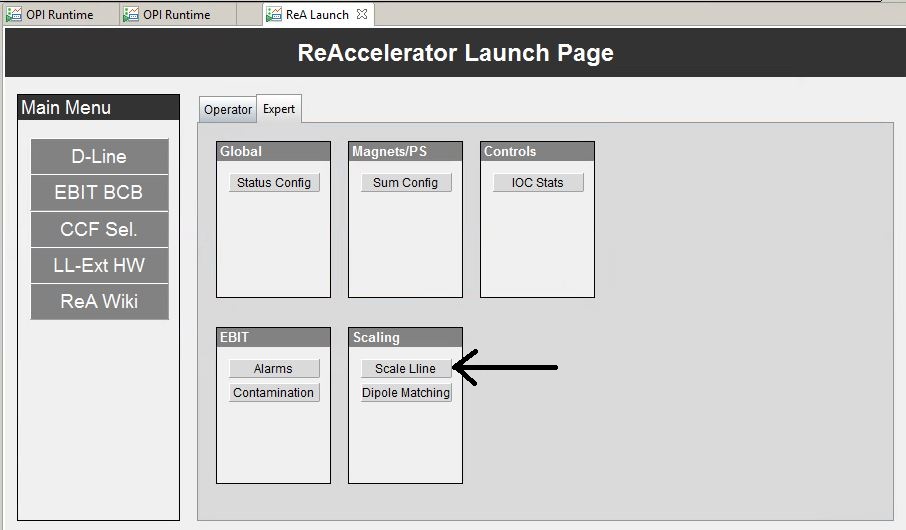 OPI Runtime
OPI Runtime
ReA Launch
ReAccelerator Launch Page
Main Menu
D-Line
EBIT BCB
CCF Sel.
LL-Ext HW
ReA Wiki
Operator
Expert
Global
Status Config
Magnets/PS
Sum Config
Controls
IOC Stats
EBIT
Alarms
Contamination
Scaling
Scale Lline
Dipole Matching